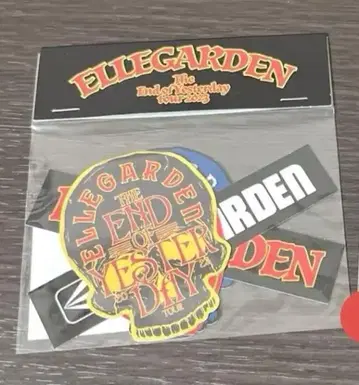 ELLEGARDEN
The
End of Yesterday
Tour 2023
ELLEGARDEN
THE
END
OF
YESTER
DAY
TOUR
RDEN
DEN